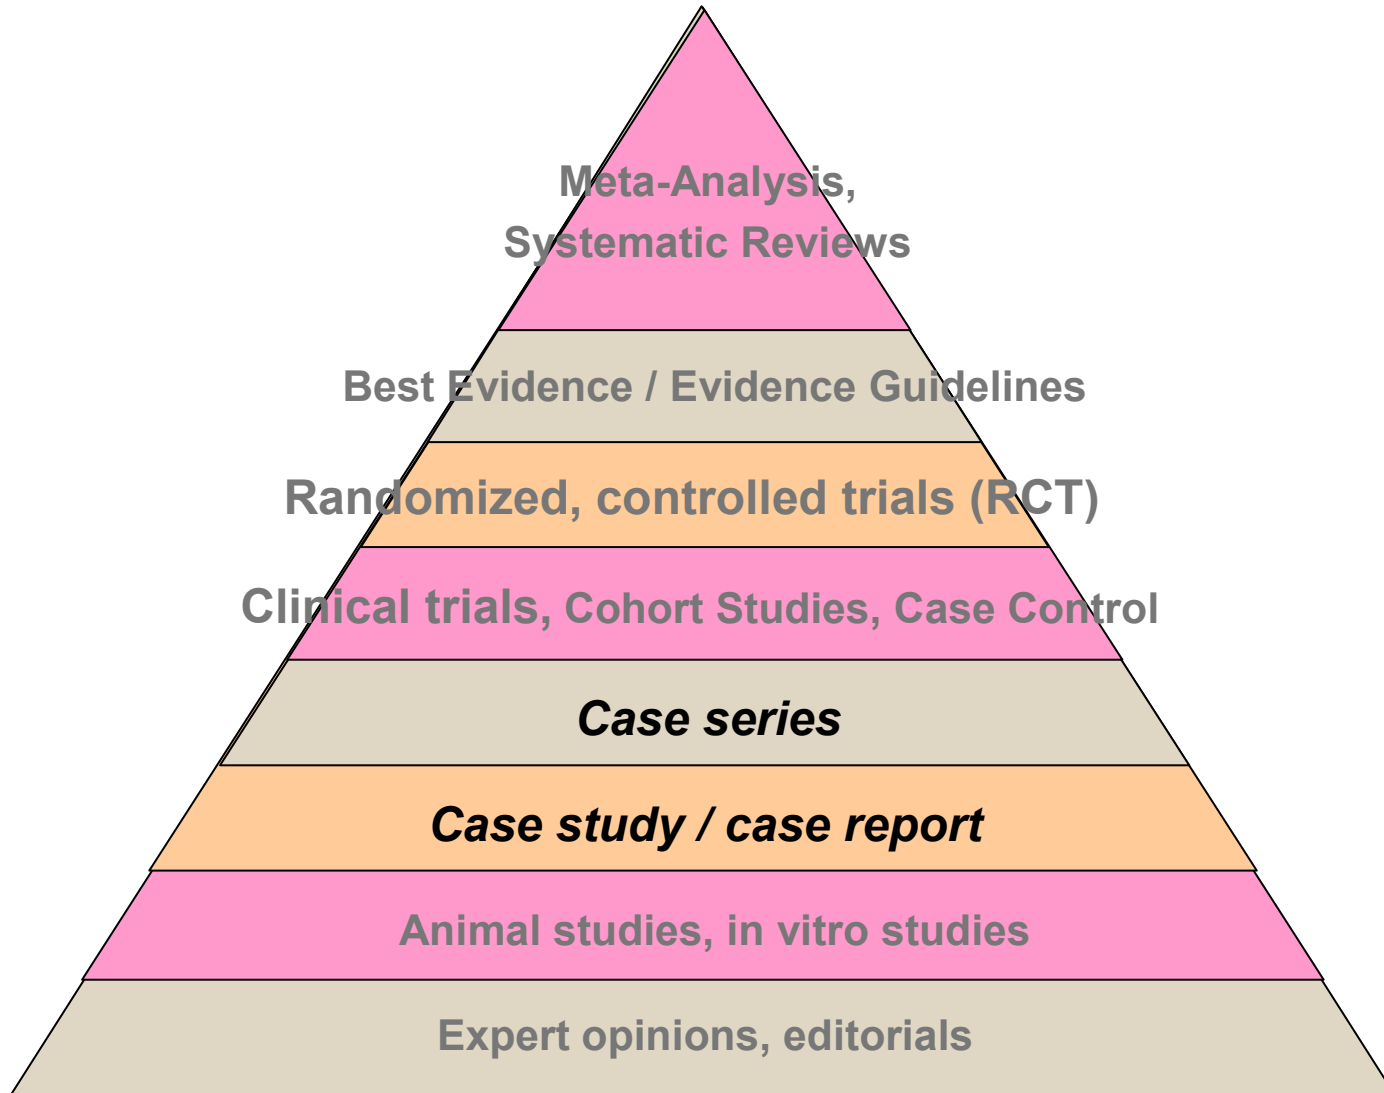 Meta-Analysis,
Systematic Reviews
Best Evidence / Evidence Guidelines
Randomized, controlled trials (RCT)
Clinical trials, Cohort Studies, Case Control
Case series
Case study / case report
Animal studies, in vitro studies
Expert opinions, editorials